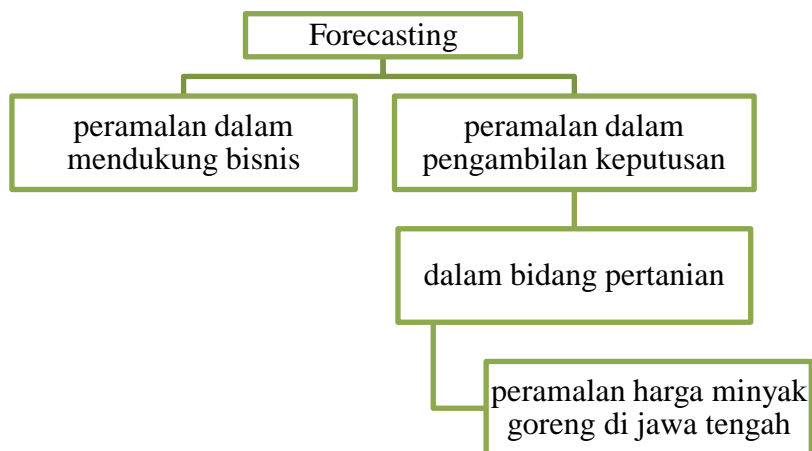 Forecasting
peramalan dalam
mendukung bisnis
peramalan dalam
pengambilan keputusan
dalam bidang pertanian
peramalan harga minyak
goreng di jawa tengah